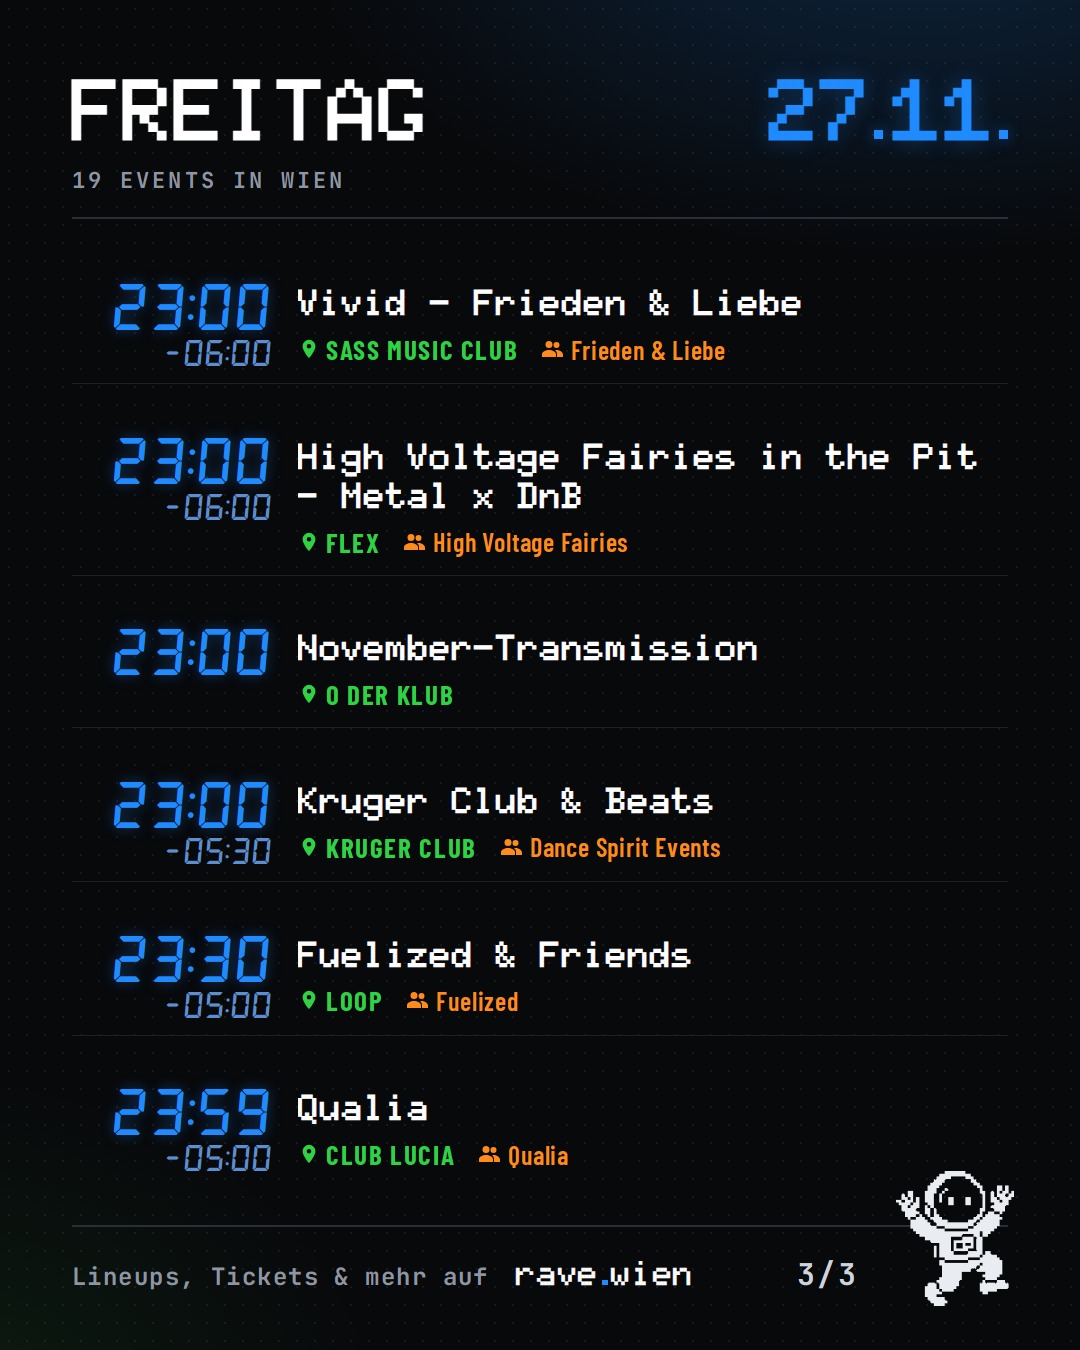 FREITAG 27.11.
19 EVENTS IN WIEN
23:00 Vivid - Frieden & Liebe
-06:00 SASS MUSIC CLUB Frieden & Liebe
23:00 High Voltage Fairies in the Pit
-06:00 - Metal x DnB
FLEX High Voltage Fairies
23:00 November-Transmission
O DER KLUB
23:00 Kruger Club & Beats
-05:30 KRUGER CLUB Dance Spirit Events
23:30 Fuelized & Friends
-05:00 LOOP Fuelized
23:59 Qualia
-05:00 CLUB LUCIA Qualia
Lineups, Tickets & mehr auf rave.wien 3/3